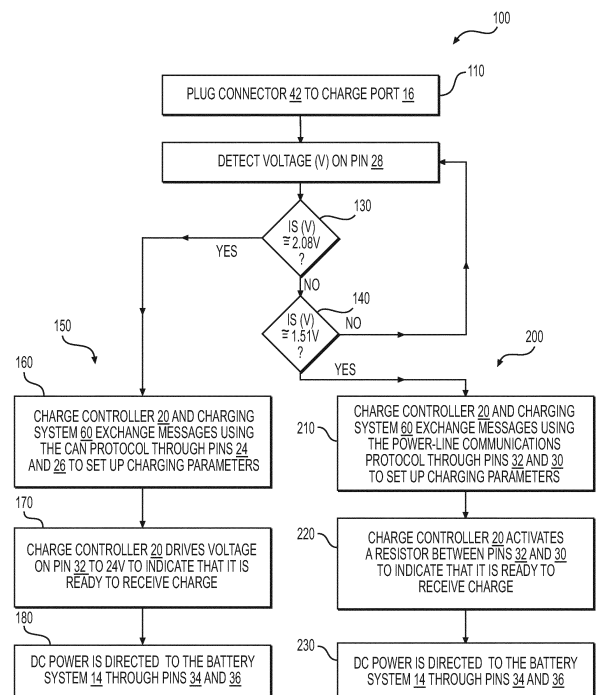 100
110
PLUG CONNECTOR 42 TO CHARGE PORT 16
DETECT VOLTAGE (V) ON PIN 28
130
IS (V)
≅ 2.08V
?
YES
NO
140
IS (V)
≅ 1.51V
?
NO
YES
150
160
CHARGE CONTROLLER 20 AND CHARGING
SYSTEM 60 EXCHANGE MESSAGES USING
THE CAN PROTOCOL THROUGH PINS 24
AND 26 TO SET UP CHARGING PARAMETERS
170
CHARGE CONTROLLER 20 DRIVES VOLTAGE
ON PIN 32 TO 24V TO INDICATE THAT IT IS
READY TO RECEIVE CHARGE
180
DC POWER IS DIRECTED TO THE BATTERY
SYSTEM 14 THROUGH PINS 34 AND 36
200
210
CHARGE CONTROLLER 20 AND CHARGING
SYSTEM 60 EXCHANGE MESSAGES USING
THE POWER-LINE COMMUNICATIONS
PROTOCOL THROUGH PINS 32 AND 30
TO SET UP CHARGING PARAMETERS
220
CHARGE CONTROLLER 20 ACTIVATES
A RESISTOR BETWEEN PINS 32 AND 30
TO INDICATE THAT IT IS READY TO
RECEIVE CHARGE
230
DC POWER IS DIRECTED TO THE BATTERY
SYSTEM 14 THROUGH PINS 34 AND 36